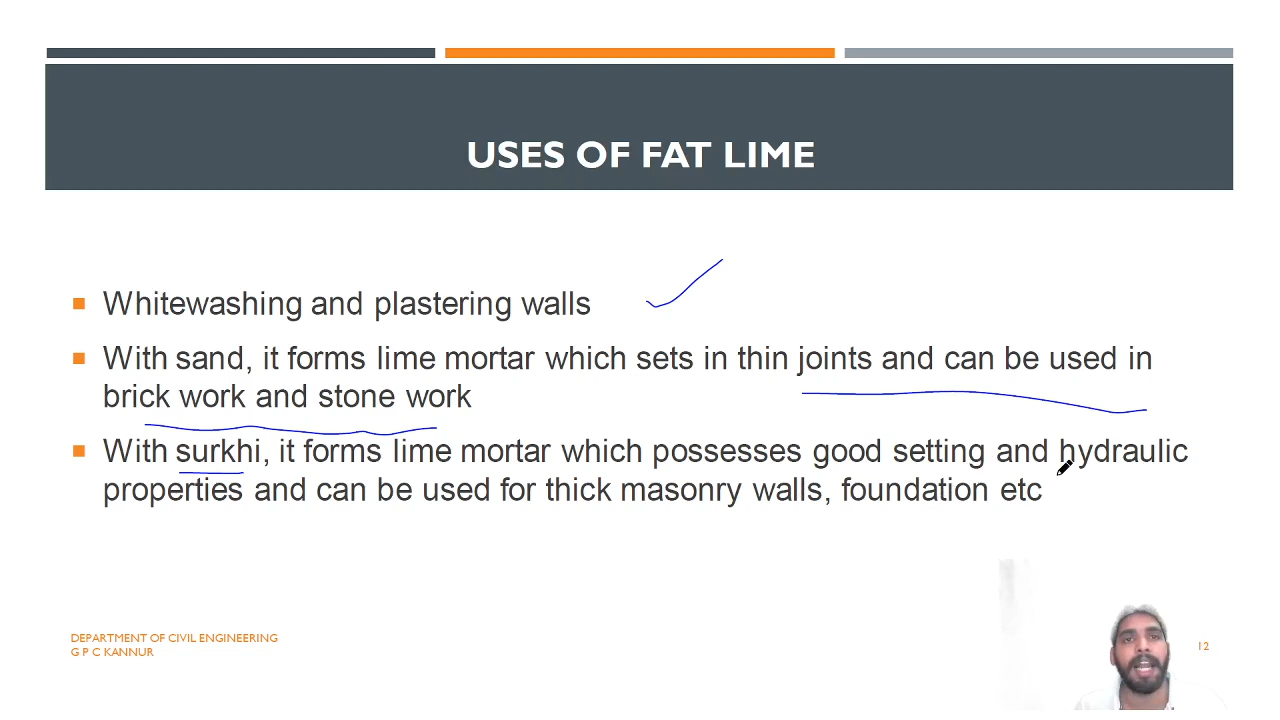 USES OF FAT LIME
Whitewashing and plastering walls
With sand, it forms lime mortar which sets in thin joints and can be used in
brick work and stone work
With surkhi, it forms lime mortar which possesses good setting and hydraulic
properties and can be used for thick masonry walls, foundation etc
DEPARTMENT OF CIVIL ENGINEERING
G P C KANNUR
12